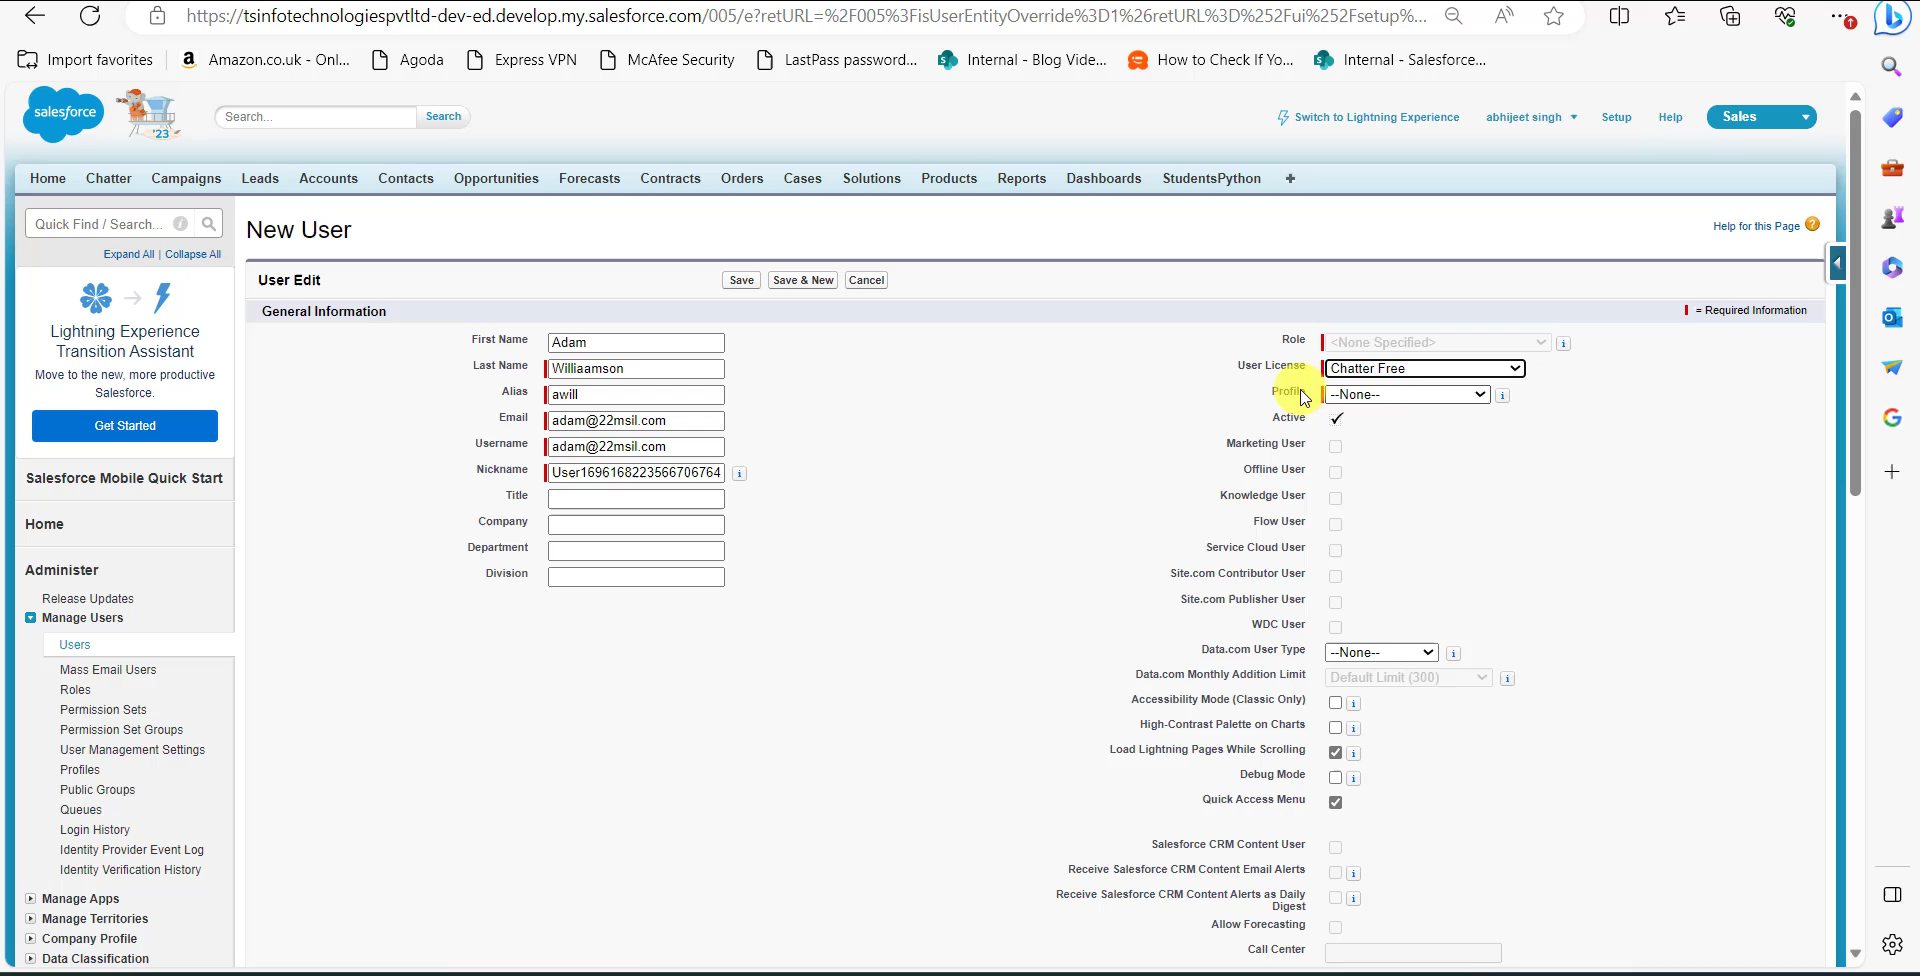 https://tsinfotechnologiespvtltd-dev-ed.develop.my.salesforce.com/005/e?retURL=%2F005%3FisUserEntityOverride%3D1%26retURL%3D%252Fui%252Fsetup%...
Import favorites
Amazon.co.uk - Onl...
Agoda
Express VPN
McAfee Security
LastPass password...
Internal - Blog Vide...
How to Check If Yo...
Internal - Salesforce...
salesforce
'23
Search...
Search
Switch to Lightning Experience
abhijeet singh
Setup
Help
Sales
Home
Chatter
Campaigns
Leads
Accounts
Contacts
Opportunities
Forecasts
Contracts
Orders
Cases
Solutions
Products
Reports
Dashboards
StudentsPython
+
Quick Find / Search...
Expand All | Collapse All
Lightning Experience
Transition Assistant
Move to the new, more productive
Salesforce.
Get Started
Salesforce Mobile Quick Start
Home
Administer
Release Updates
Manage Users
Users
Mass Email Users
Roles
Permission Sets
Permission Set Groups
User Management Settings
Profiles
Public Groups
Queues
Login History
Identity Provider Event Log
Identity Verification History
Manage Apps
Manage Territories
Company Profile
Data Classification
New User
Help for this Page
User Edit
Save
Save & New
Cancel
General Information
= Required Information
First Name Adam
Last Name Williaamson
Alias awill
Email adam@22msil.com
Username adam@22msil.com
Nickname User1696168223566706764
Title
Company
Department
Division
Role <None Specified>
User License Chatter Free
Profile --None--
Active
Marketing User
Offline User
Knowledge User
Flow User
Service Cloud User
Site.com Contributor User
Site.com Publisher User
WDC User
Data.com User Type --None--
Data.com Monthly Addition Limit Default Limit (300)
Accessibility Mode (Classic Only)
High-Contrast Palette on Charts
Load Lightning Pages While Scrolling
Debug Mode
Quick Access Menu
Salesforce CRM Content User
Receive Salesforce CRM Content Email Alerts
Receive Salesforce CRM Content Alerts as Daily
Digest
Allow Forecasting
Call Center